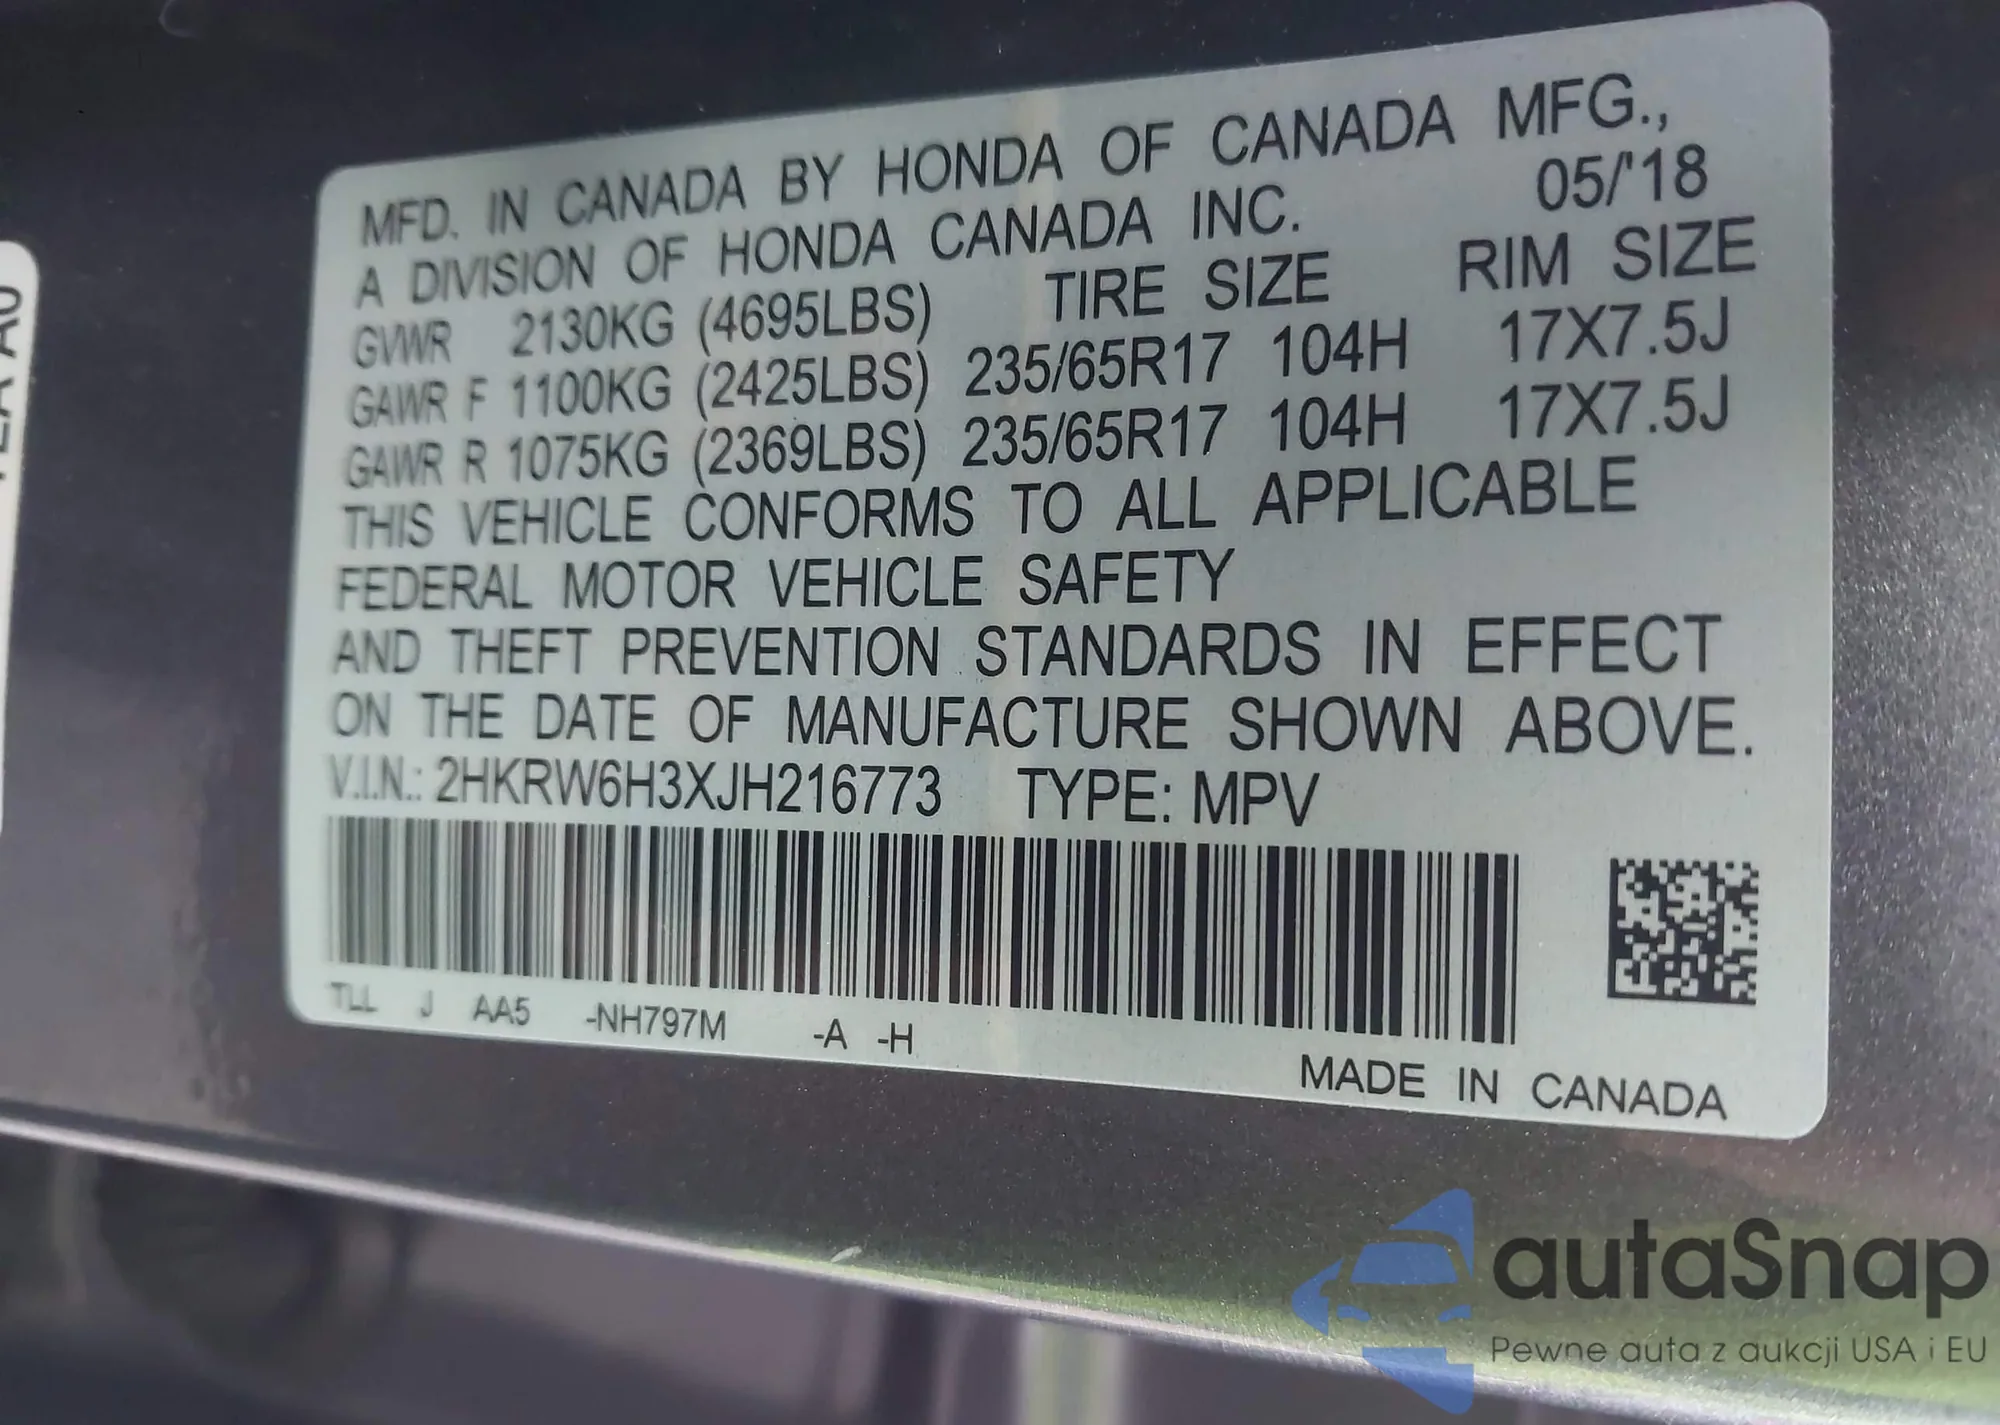 MFD. IN CANADA BY HONDA OF CANADA MFG.,
A DIVISION OF HONDA CANADA INC. 05/'18
GVWR 2130KG (4695LBS) TIRE SIZE RIM SIZE
GAWR F 1100KG (2425LBS) 235/65R17 104H 17X7.5J
GAWR R 1075KG (2369LBS) 235/65R17 104H 17X7.5J
THIS VEHICLE CONFORMS TO ALL APPLICABLE
FEDERAL MOTOR VEHICLE SAFETY
AND THEFT PREVENTION STANDARDS IN EFFECT
ON THE DATE OF MANUFACTURE SHOWN ABOVE.
V.I.N.: 2HKRW6H3XJH216773 TYPE: MPV
TLL J AA5 -NH797M -A -H
MADE IN CANADA
autaSnap
Pewne auta z aukcji USA i EU